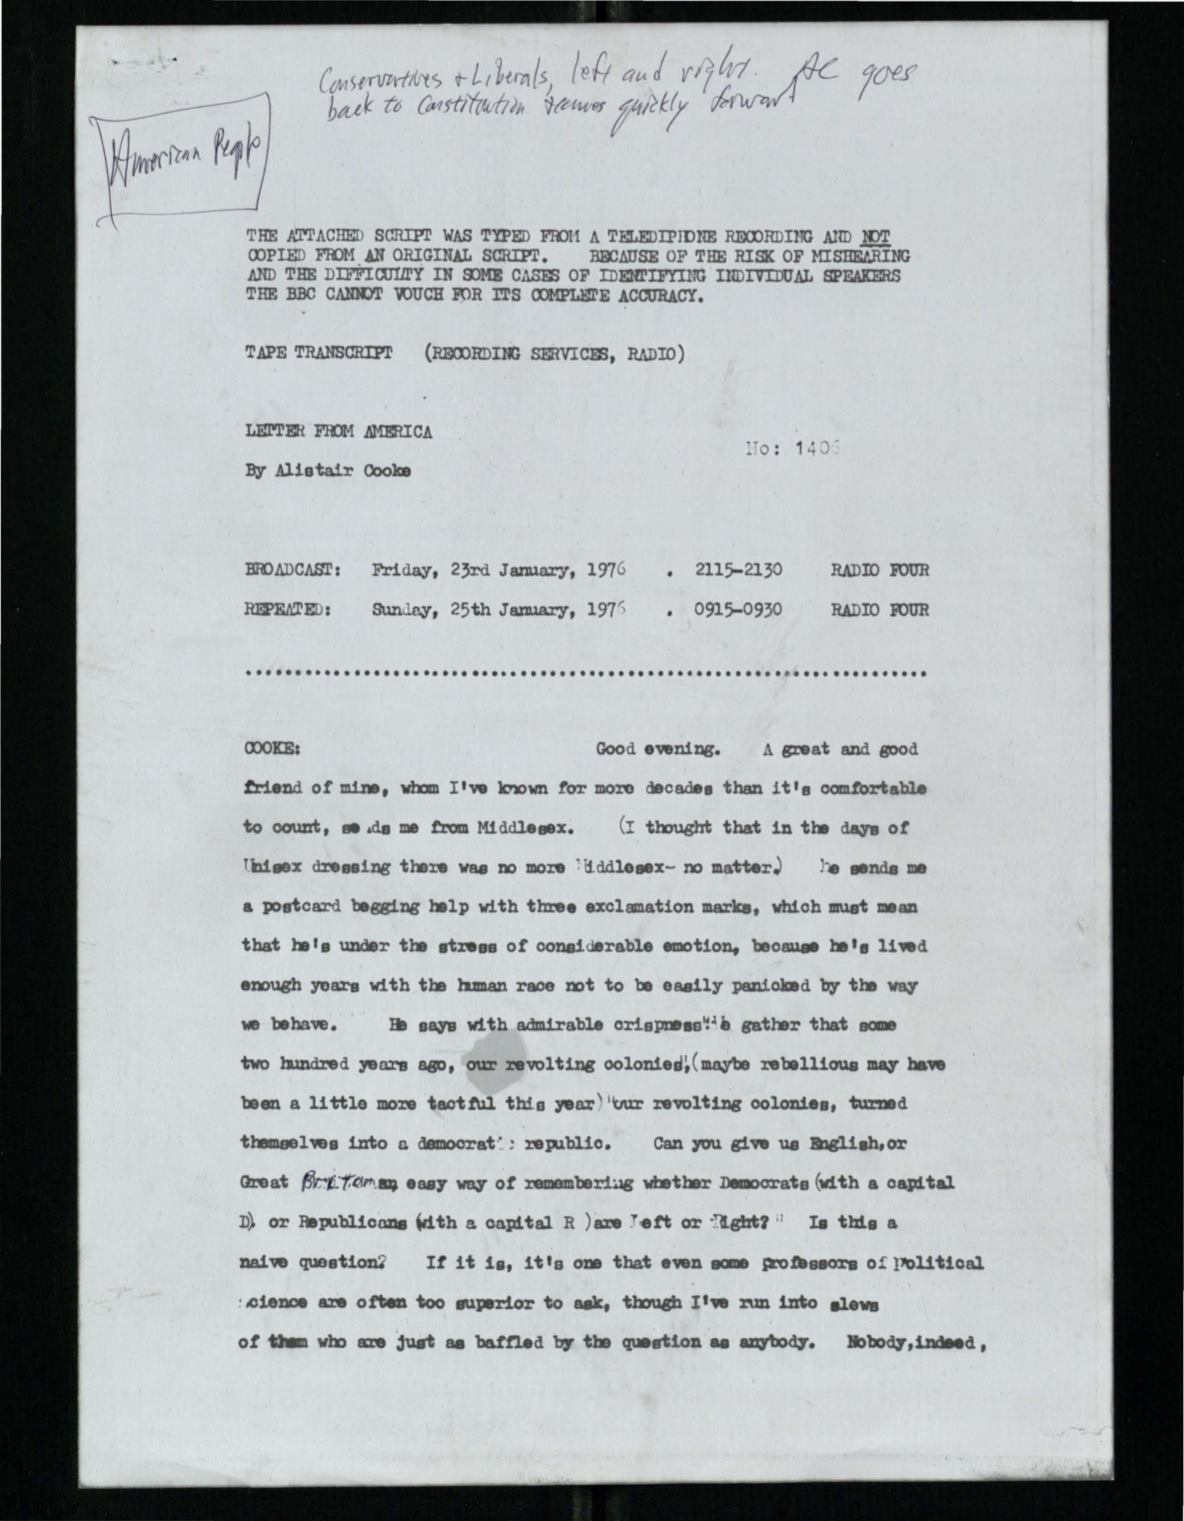 Conservatives + Liberals, left and right. AC goes
back to Constitution quickly forward
American People
THE ATTACHED SCRIPT WAS TYPED FROM A TELEDIPHONE RECORDING AND NOT
COPIED FROM AN ORIGINAL SCRIPT. BECAUSE OF THE RISK OF MISHEARING
AND THE DIFFICULTY IN SOME CASES OF IDENTIFYING INDIVIDUAL SPEAKERS
THE BBC CANNOT VOUCH FOR ITS COMPLETE ACCURACY.
TAPE TRANSCRIPT (RECORDING SERVICES, RADIO)
LETTER FROM AMERICA
No: 1406
By Alistair Cooke
BROADCAST: Friday, 23rd January, 1976 . 2115-2130 RADIO FOUR
REPEATED: Sunday, 25th January, 1976 . 0915-0930 RADIO FOUR
COOKE: Good evening. A great and good
friend of mine, whom I've known for more decades than it's comfortable
to count, sends me from Middlesex. (I thought that in the days of
Unisex dressing there was no more Middlesex- no matter.) he sends me
a postcard begging help with three exclamation marks, which must mean
that he's under the stress of considerable emotion, because he's lived
enough years with the human race not to be easily panicked by the way
we behave. He says with admirable crispness gather that some
two hundred years ago, our revolting colonies", (maybe rebellious may have
been a little more tactful this year) "our revolting colonies, turned
themselves into a democratic republic. Can you give us English, or
Great Britain an easy way of remembering whether Democrats (with a capital
D) or Republicans (with a capital R ) are Left or Right? " Is this a
naive question? If it is, it's one that even some professors of political
science are often too superior to ask, though I've run into slews
of them who are just as baffled by the question as anybody. Nobody, indeed,